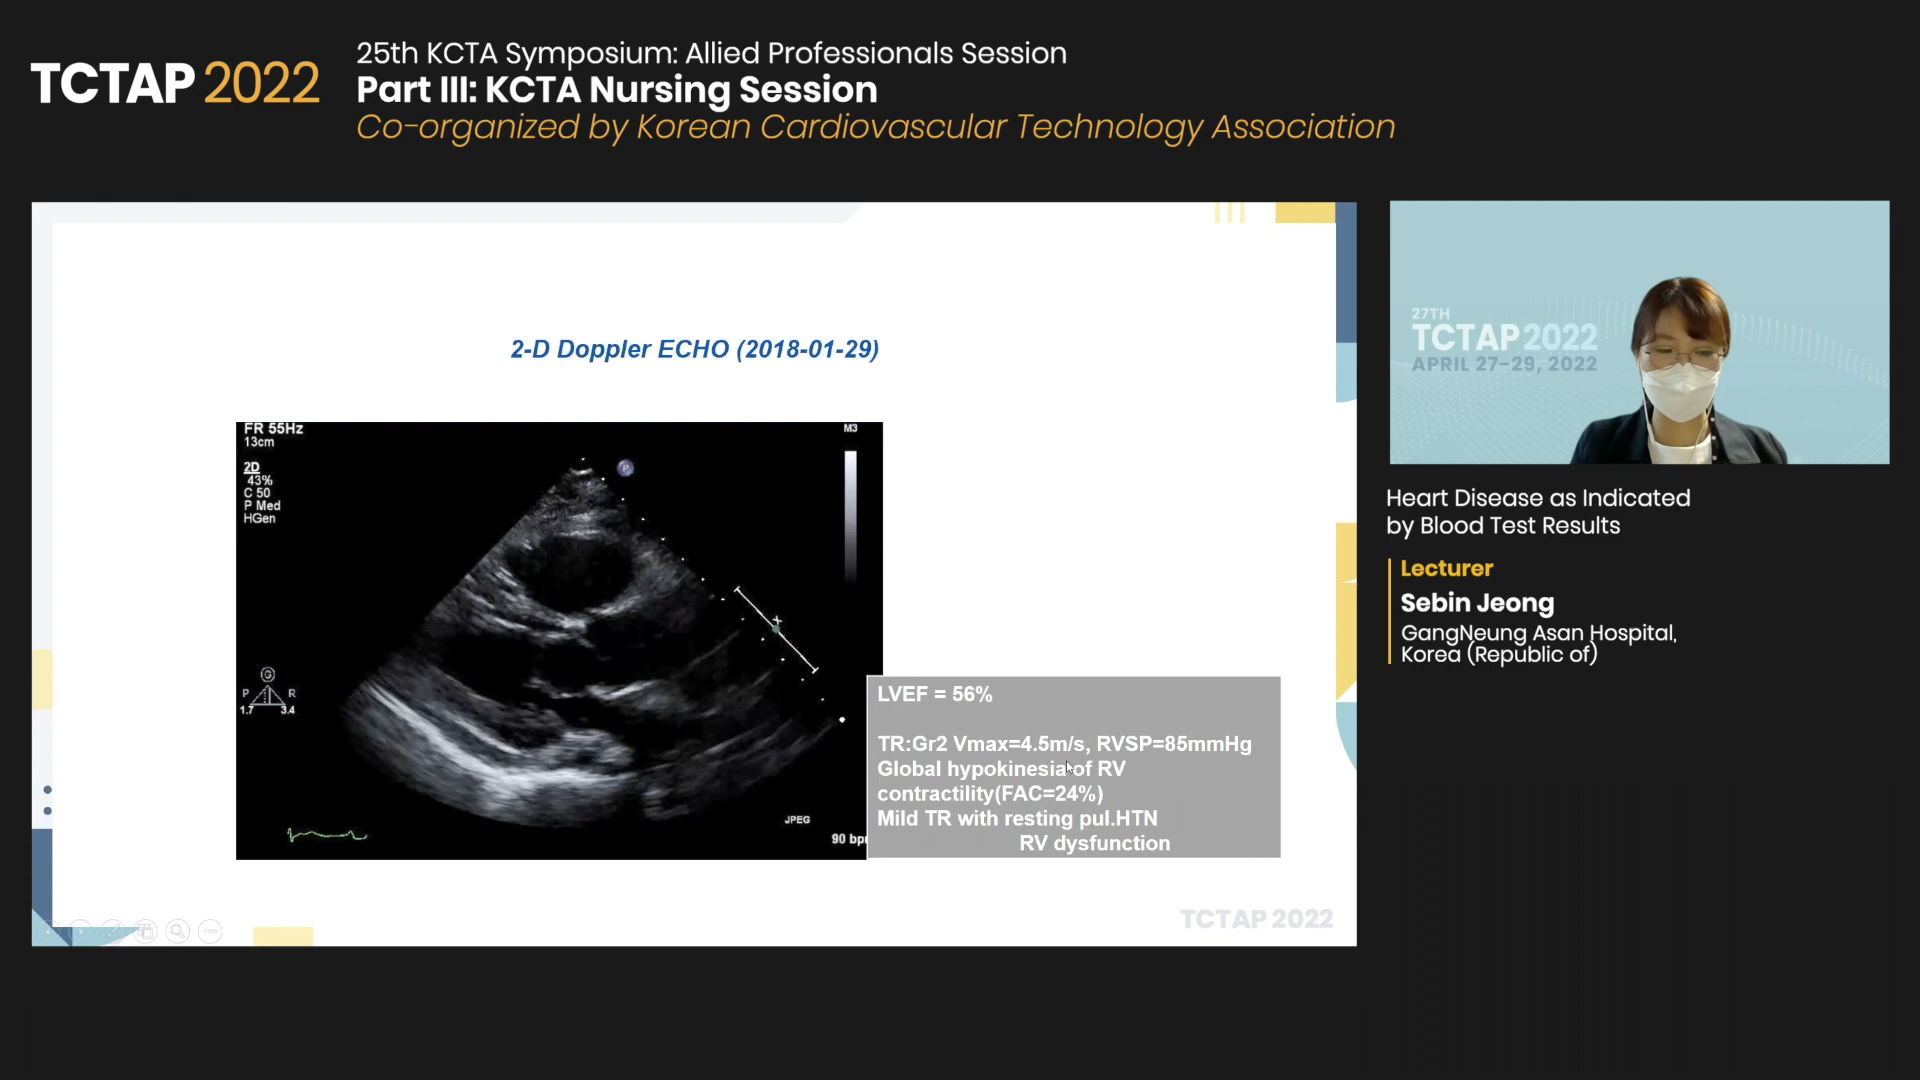 TCTAP 2022
25th KCTA Symposium: Allied Professionals Session
Part III: KCTA Nursing Session
Co-organized by Korean Cardiovascular Technology Association
2-D Doppler ECHO (2018-01-29)
FR 55Hz
13cm
2D
43%
C 50
P Med
HGen
M3
P
G
P R
1.7 3.4
JPEG
90 bp
LVEF = 56%
TR:Gr2 Vmax=4.5m/s, RVSP=85mmHg
Global hypokinesia of RV
contractility(FAC=24%)
Mild TR with resting pul.HTN
RV dysfunction
TCTAP 2022
27TH
TCTAP 2022
APRIL 27-29, 2022
Heart Disease as Indicated
by Blood Test Results
Lecturer
Sebin Jeong
GangNeung Asan Hospital,
Korea (Republic of)